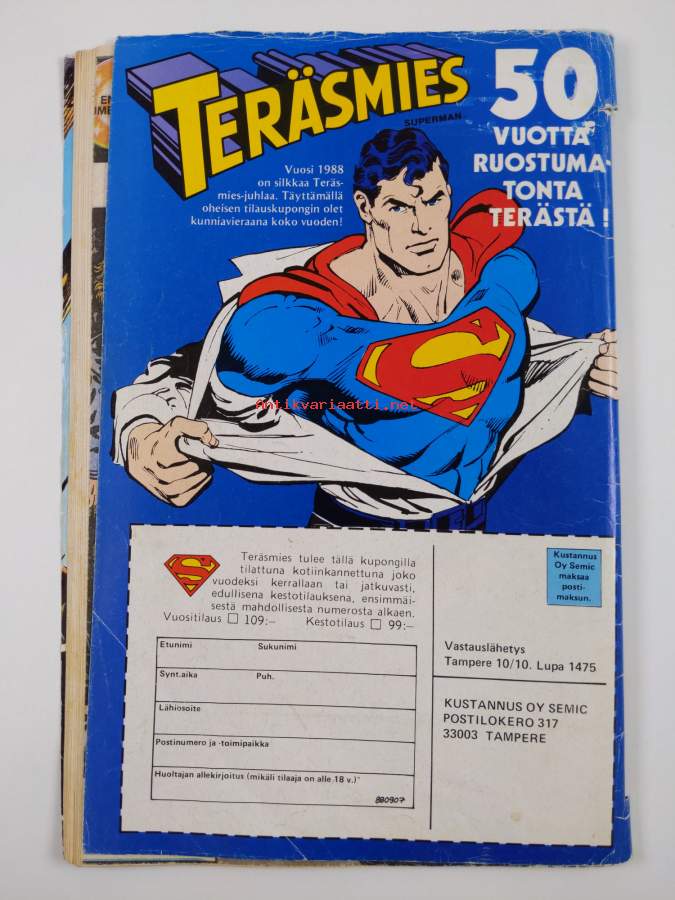 TERÄSMIES
SUPERMAN
50
VUOTTA
RUOSTUMA-
TONTA
TERÄSTÄ !
Vuosi 1988
on silkkaa Teräs-
mies-juhlaa. Täyttämällä
oheisen tilauskupongin olet
kunniavieraana koko vuoden!
antikvariaatti.net
Teräsmies tulee tällä kupongilla
tilattuna kotiinkannettuna joko
vuodeksi kerrallaan tai jatkuvasti,
edullisena kestotilauksena, ensimmäi-
sestä mahdollisesta numerosta alkaen.
Vuositilaus □ 109:— Kestotilaus □ 99:—
Etunimi Sukunimi
Synt.aika Puh.
Lähiosoite
Postinumero ja -toimipaikka
Huoltajan allekirjoitus (mikäli tilaaja on alle 18 v.)*
880907
Kustannus
Oy Semic
maksaa
posti-
maksun.
Vastauslähetys
Tampere 10/10. Lupa 1475
KUSTANNUS OY SEMIC
POSTILOKERO 317
33003 TAMPERE